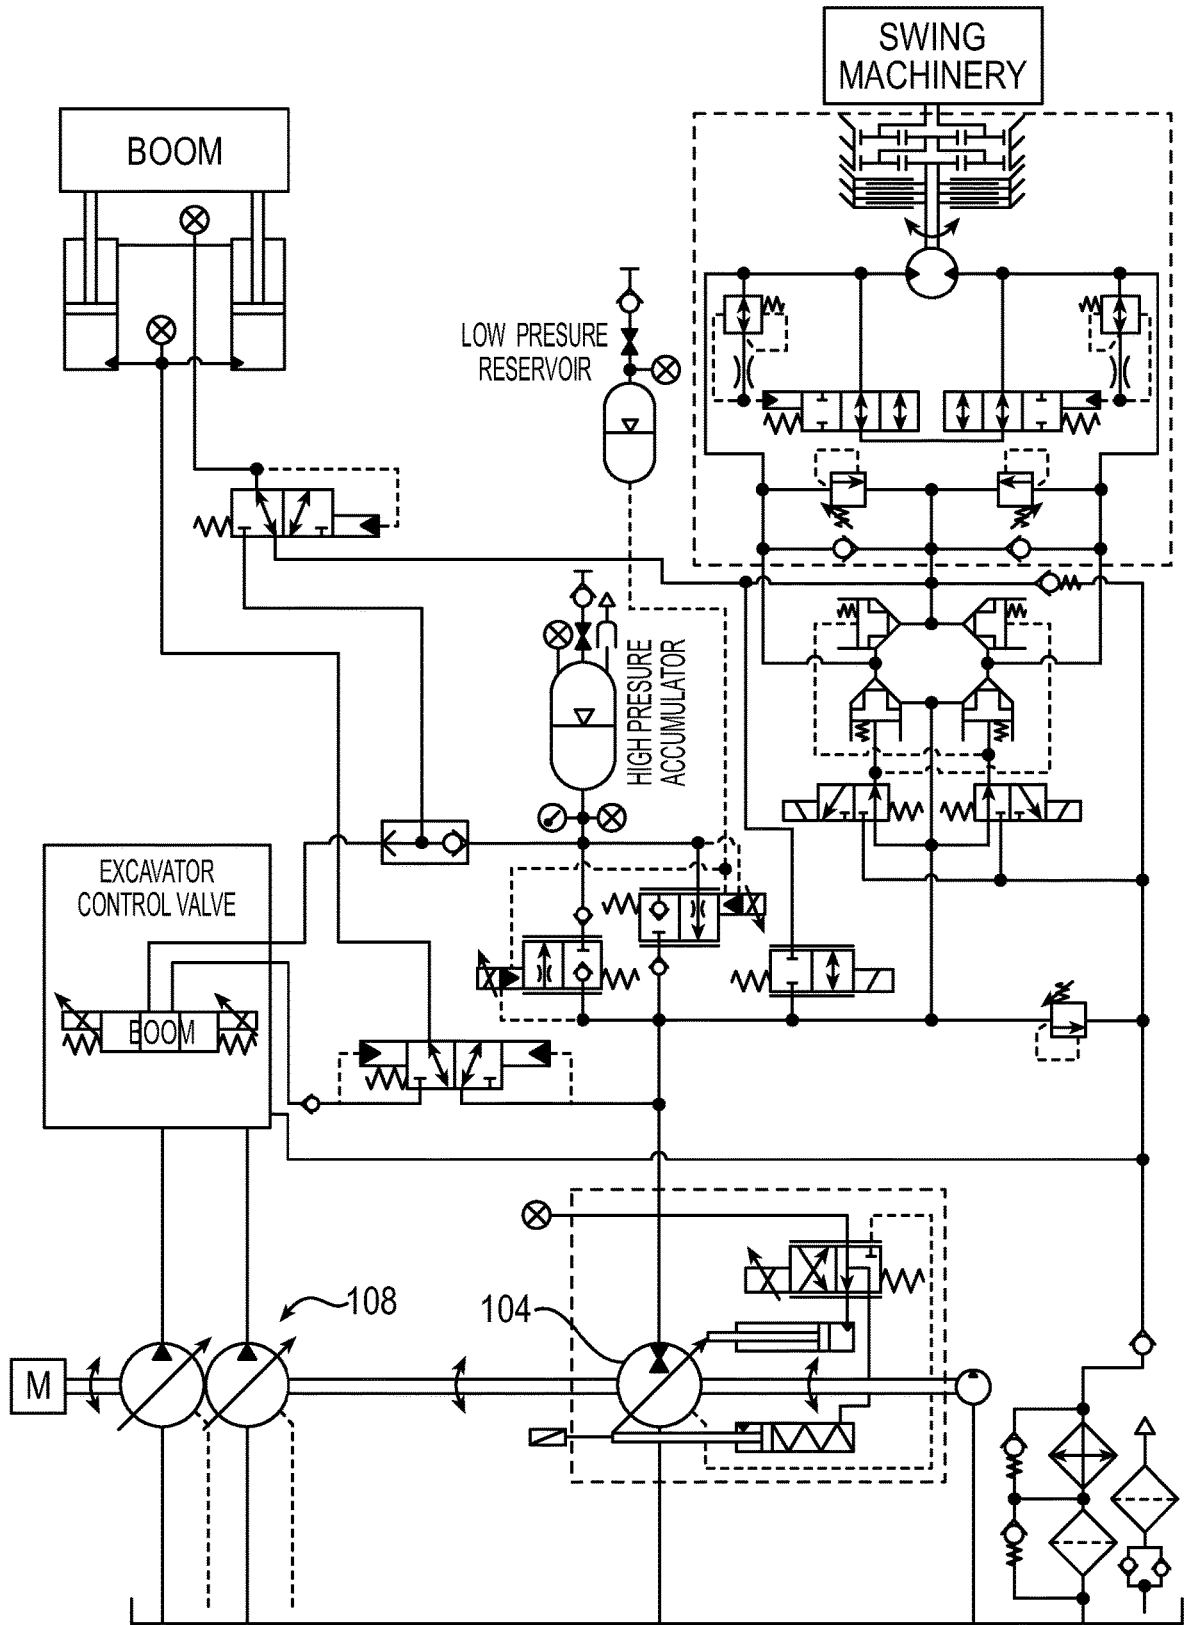 SWING
MACHINERY
BOOM
LOW PRESURE
RESERVOIR
HIGH PRESURE
ACCUMULATOR
EXCAVATOR
CONTROL VALVE
BOOM
108
104
M